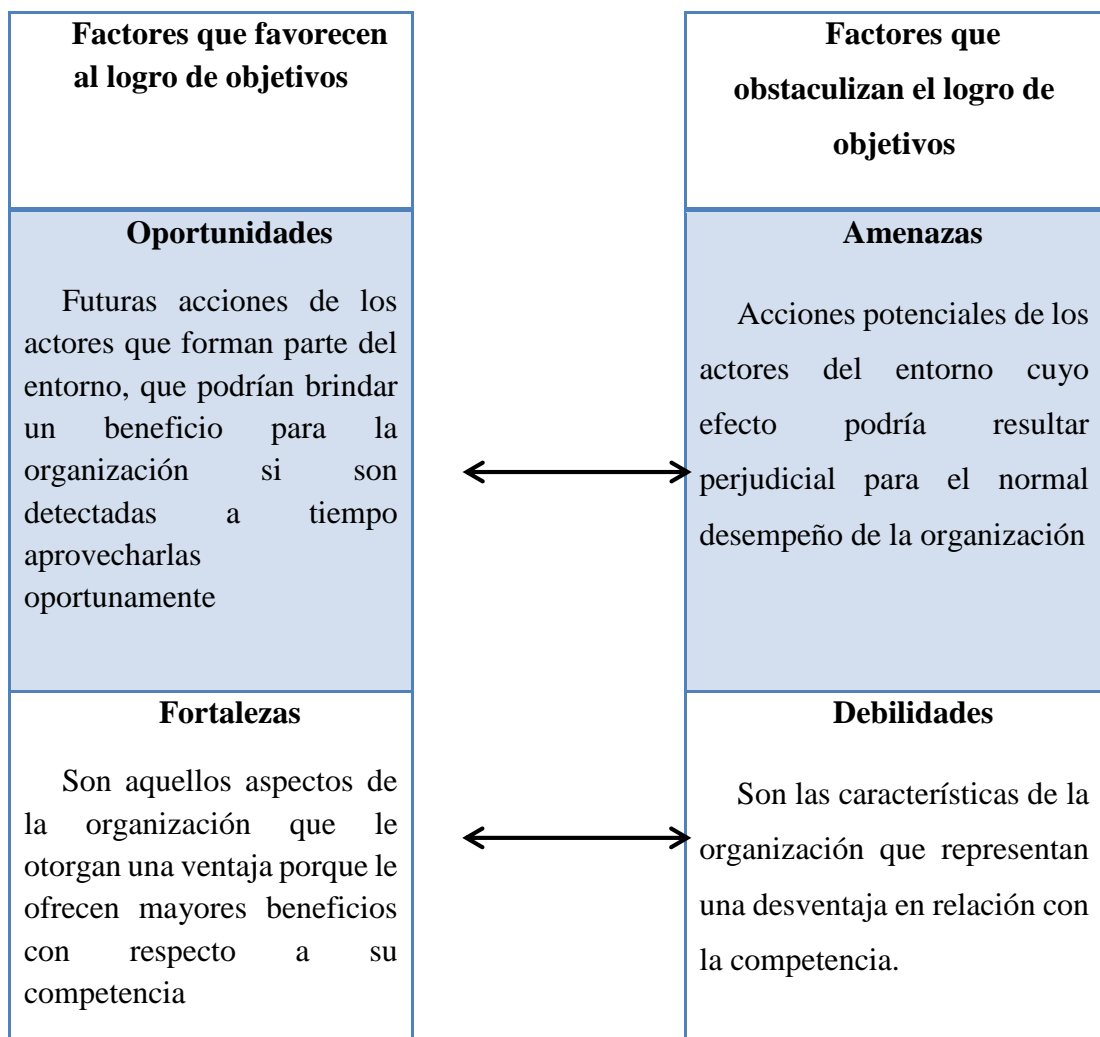 Factores que favorecen
al logro de objetivos
Oportunidades
Futuras acciones de los
actores que forman parte del
entorno, que podrían brindar
un beneficio para la
organización si son
detectadas a tiempo
aprovecharlas
oportunamente
Fortalezas
Son aquellos aspectos de
la organización que le
otorgan una ventaja porque le
ofrecen mayores beneficios
con respecto a su
competencia
Factores que
obstaculizan el logro de
objetivos
Amenazas
Acciones potenciales de los
actores del entorno cuyo
efecto podría resultar
perjudicial para el normal
desempeño de la organización
Debilidades
Son las características de la
organización que representan
una desventaja en relación con
la competencia.